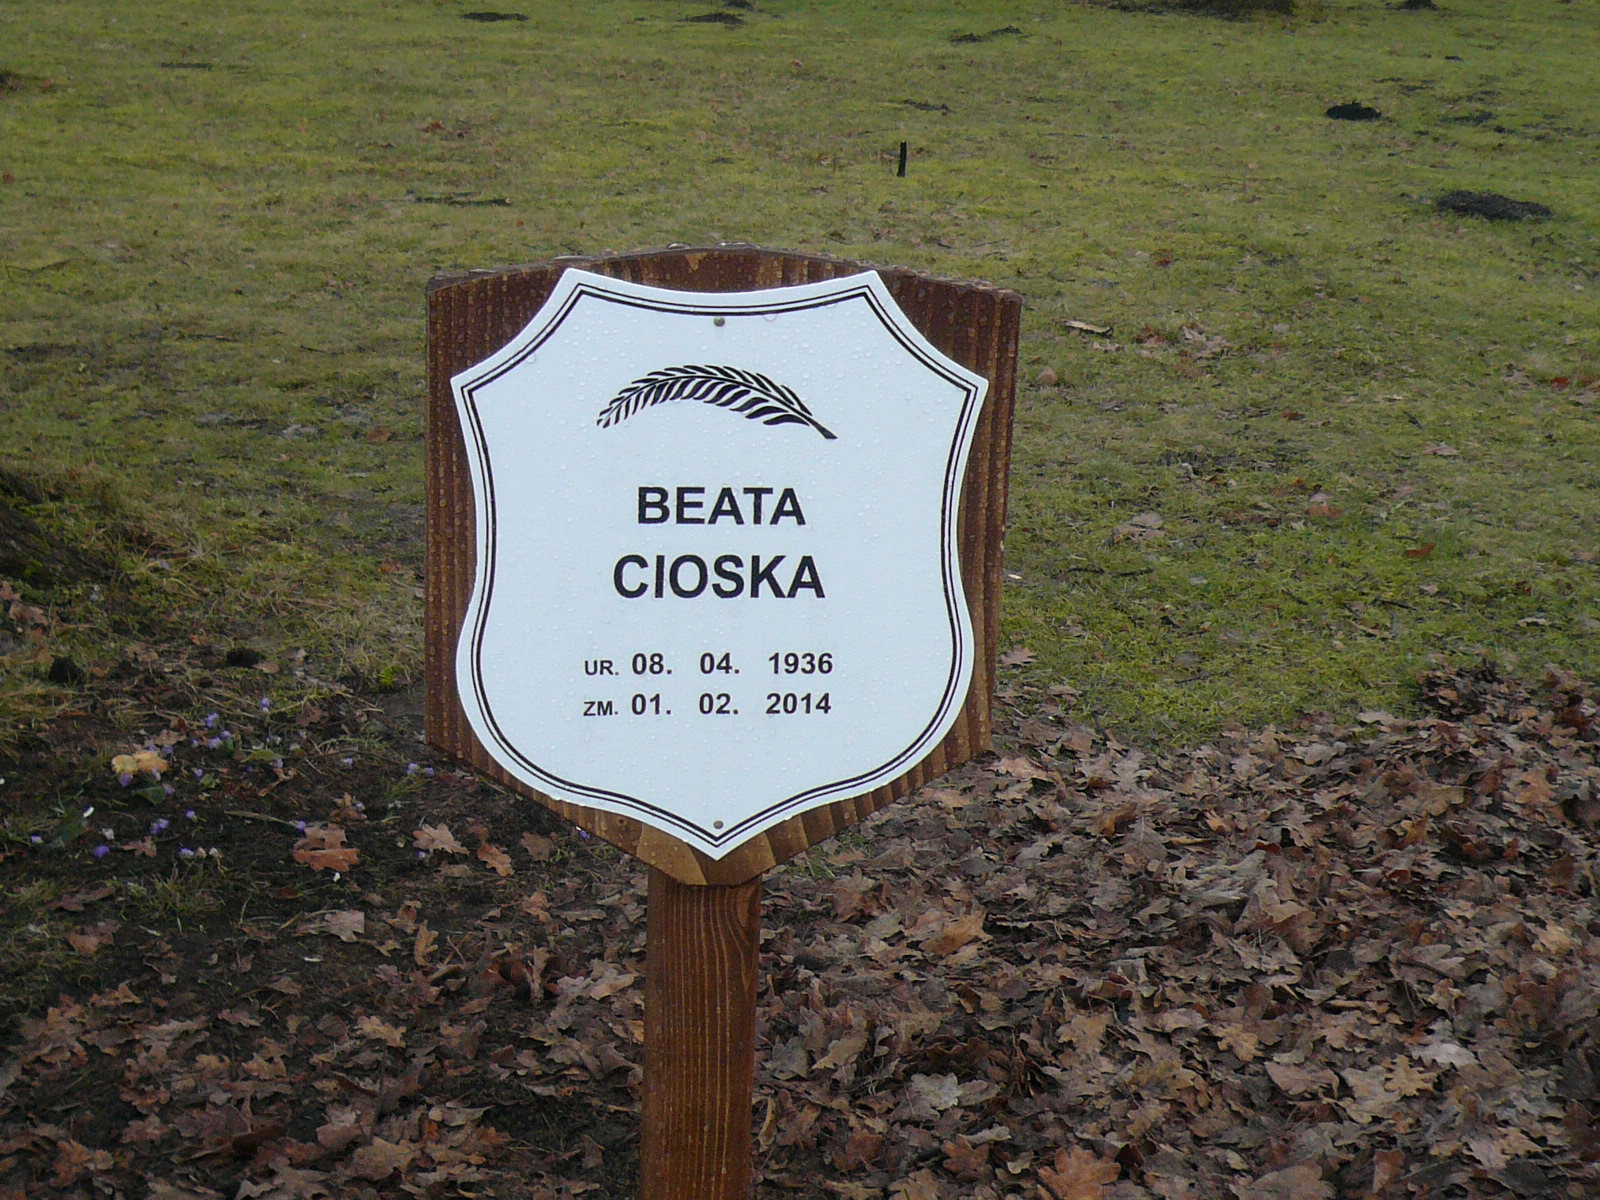 BEATA
CIOSKA
UR. 08. 04. 1936
ZM. 01. 02. 2014